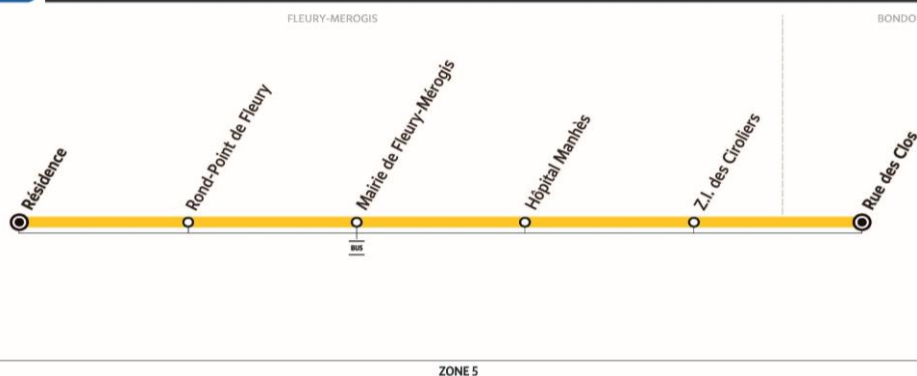 FLEURY-MEROGIS
BONDO
Résidence
Rond-Point de Fleury
Mairie de Fleury-Mérogis
Hôpital Manhès
Z.I. des Ciroliers
Rue des Clos
BUS
ZONE 5